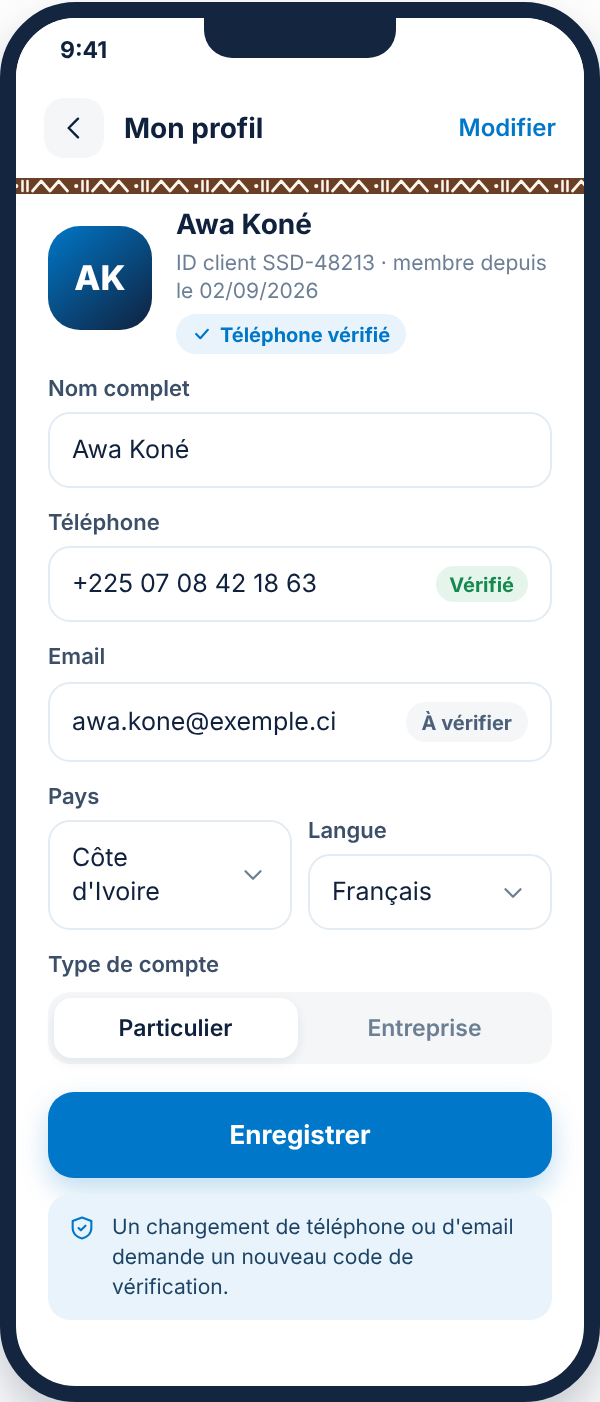 9:41
Mon profil
Modifier
AK
Awa Koné
ID client SSD-48213 · membre depuis
le 02/09/2026
Téléphone vérifié
Nom complet
Awa Koné
Téléphone
+225 07 08 42 18 63
Vérifié
Email
awa.kone@exemple.ci
À vérifier
Pays
Côte
d'Ivoire
Langue
Français
Type de compte
Particulier
Entreprise
Enregistrer
Un changement de téléphone ou d'email
demande un nouveau code de
vérification.